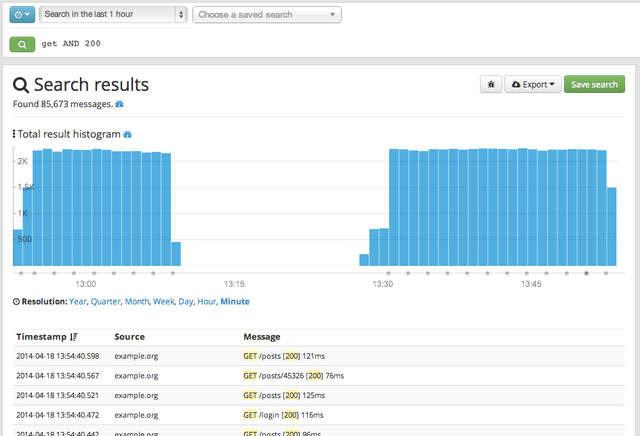 Search in the last 1 hour
Choose a saved search
get AND 200
Search results
Export
Save search
Found 85,673 messages.
Total result histogram
2K
1.5K
1K
500
13:00 13:15 13:30 13:45
Resolution: Year, Quarter, Month, Week, Day, Hour, Minute
Timestamp Source Message
2014-04-18 13:54:40.598 example.org GET /posts [200] 121ms
2014-04-18 13:54:40.567 example.org GET /posts/45326 [200] 76ms
2014-04-18 13:54:40.521 example.org GET /posts [200] 125ms
2014-04-18 13:54:40.472 example.org GET /login [200] 116ms
2014-04-18 13:54:40.442 example.org GET /posts [200] 96ms